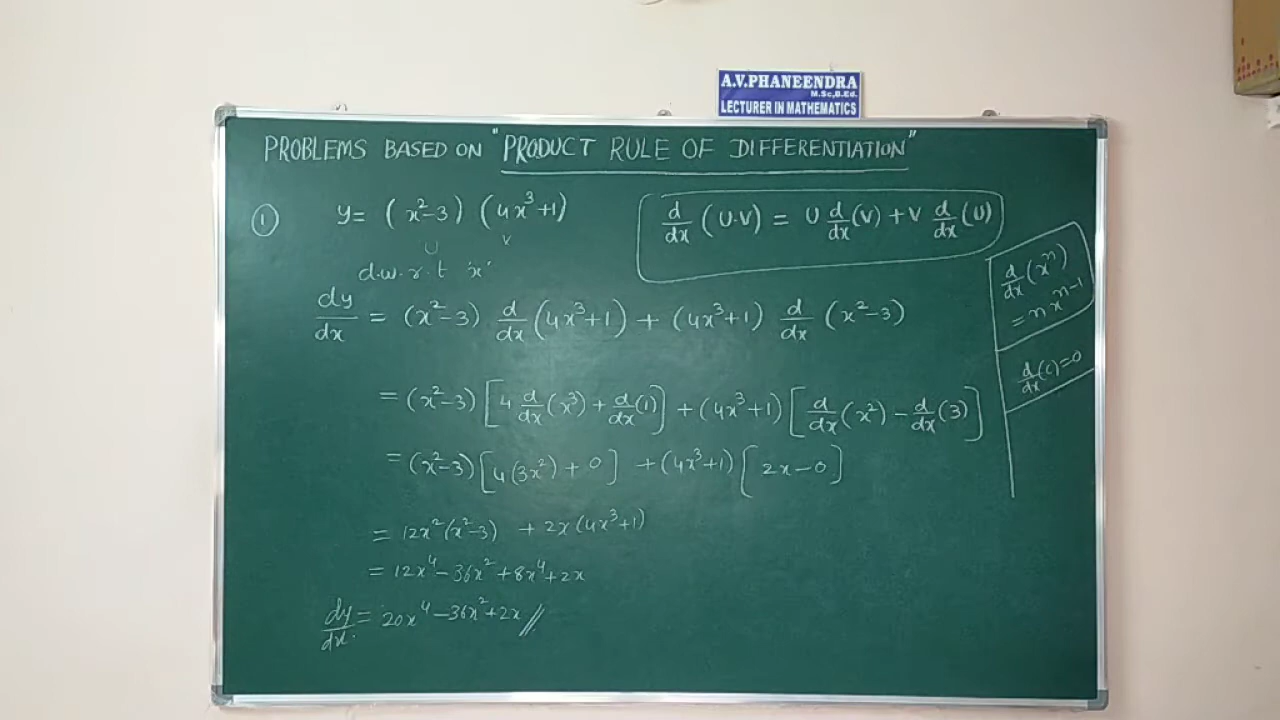 A.V.PHANEENDRA
M.Sc,B.Ed.
LECTURER IN MATHEMATICS
PROBLEMS BASED ON "PRODUCT RULE OF DIFFERENTIATION"
① y = (x²-3) (4x³+1)
U V
d/dx (U·V) = U d/dx (V) + V d/dx (U)
d.w.r.t 'x'
dy/dx = (x²-3) d/dx (4x³+1) + (4x³+1) d/dx (x²-3)
d/dx (xⁿ)
= n xⁿ⁻¹
d/dx (c) = 0
= (x²-3) [4 d/dx (x³) + d/dx (1)] + (4x³+1) [d/dx (x²) - d/dx (3)]
= (x²-3) [4(3x²) + 0] + (4x³+1) [2x-0]
= 12x² (x²-3) + 2x (4x³+1)
= 12x⁴ - 36x² + 8x⁴ + 2x
dy/dx = 20x⁴ - 36x² + 2x //